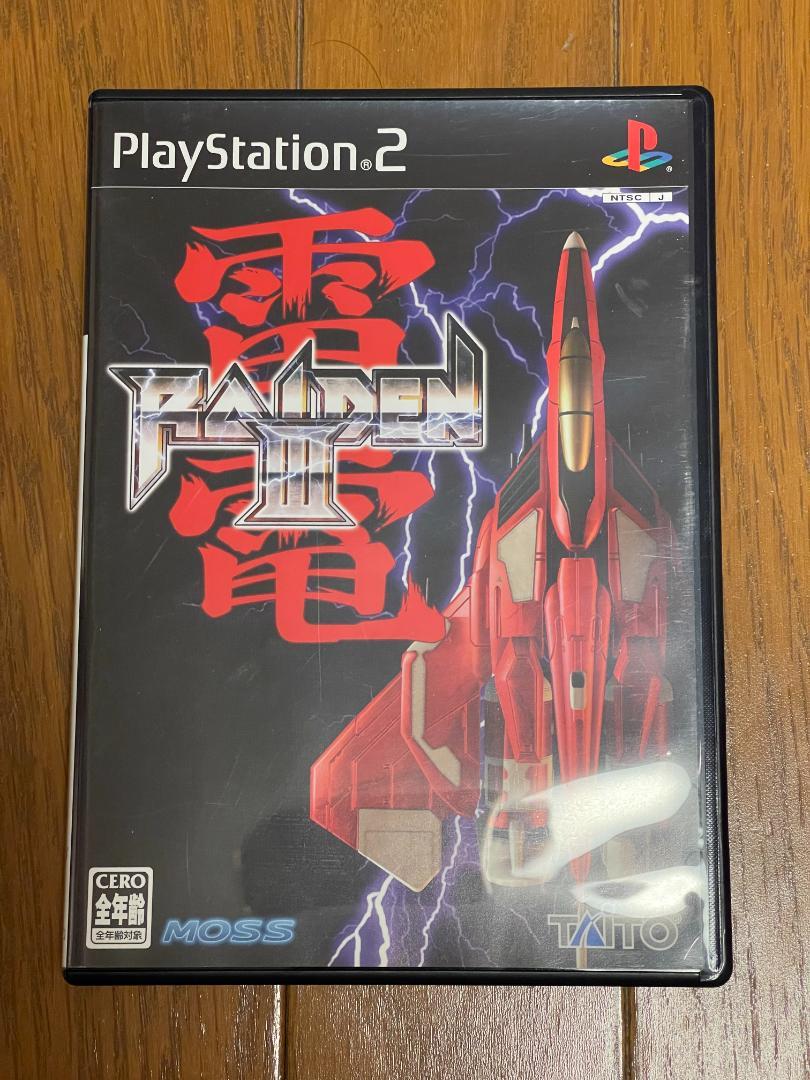 PlayStation®2
NTSC J
雷電
RAIDEN
III
CERO
全年齢
全年齢対象
MOSS
TAITO